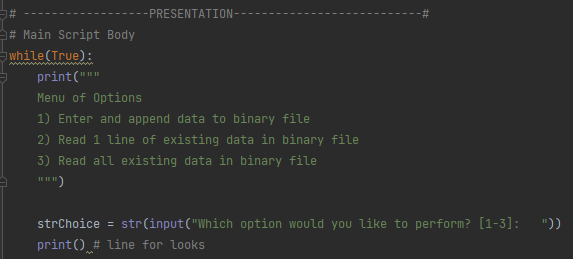 # -----------------PRESENTATION--------------------------#
# Main Script Body
while(True):
    print("""
    Menu of Options
    1) Enter and append data to binary file
    2) Read 1 line of existing data in binary file
    3) Read all existing data in binary file
    """)
    strChoice = str(input("Which option would you like to perform? [1-3]:   "))
    print() # line for looks